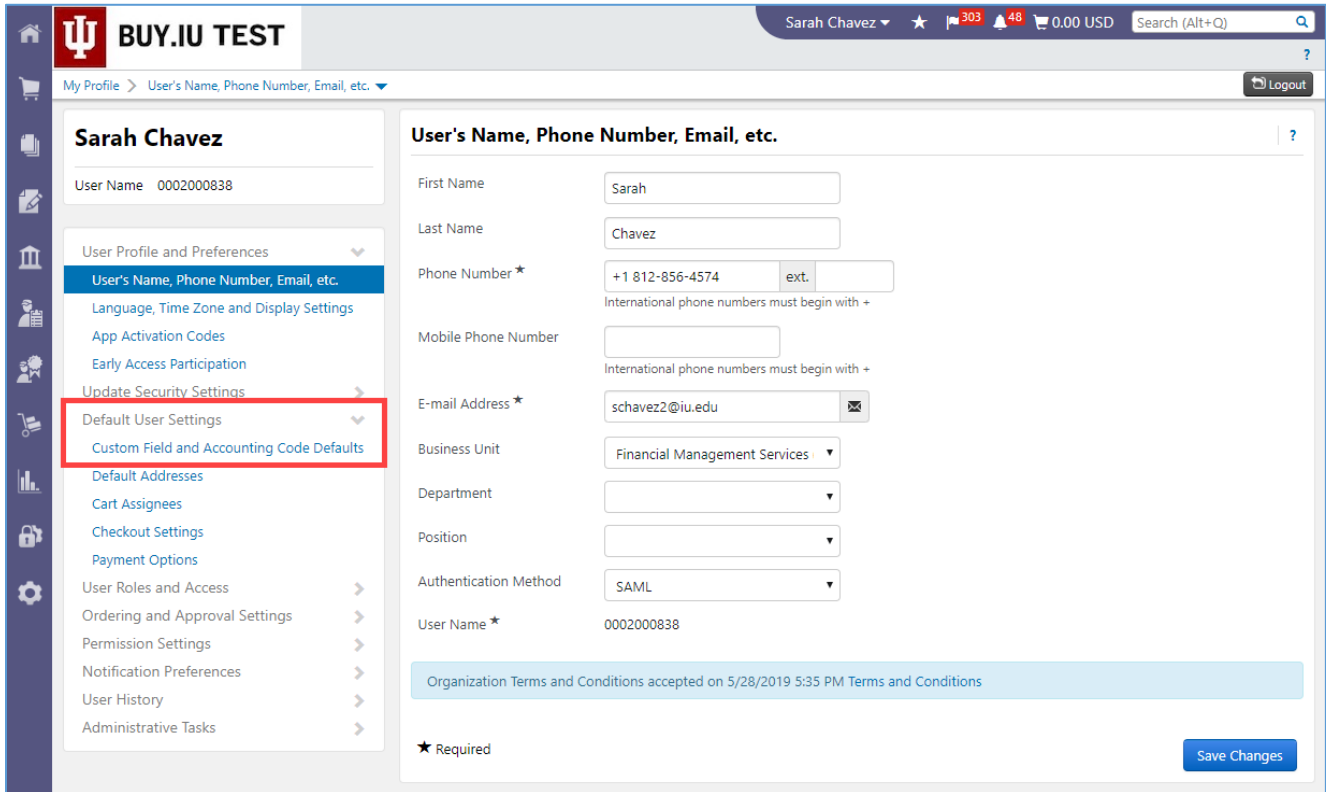 BUY.IU TEST
Sarah Chavez 303 48 0.00 USD Search (Alt+Q)
?
My Profile User's Name, Phone Number, Email, etc. Logout
Sarah Chavez
User Name 0002000838
User Profile and Preferences
User's Name, Phone Number, Email, etc.
Language, Time Zone and Display Settings
App Activation Codes
Early Access Participation
Update Security Settings
Default User Settings
Custom Field and Accounting Code Defaults
Default Addresses
Cart Assignees
Checkout Settings
Payment Options
User Roles and Access
Ordering and Approval Settings
Permission Settings
Notification Preferences
User History
Administrative Tasks
User's Name, Phone Number, Email, etc. ?
First Name Sarah
Last Name Chavez
Phone Number ★ +1 812-856-4574 ext.
International phone numbers must begin with +
Mobile Phone Number
International phone numbers must begin with +
E-mail Address ★ schavez2@iu.edu
Business Unit Financial Management Services (
Department
Position
Authentication Method SAML
User Name ★ 0002000838
Organization Terms and Conditions accepted on 5/28/2019 5:35 PM Terms and Conditions
★ Required
Save Changes